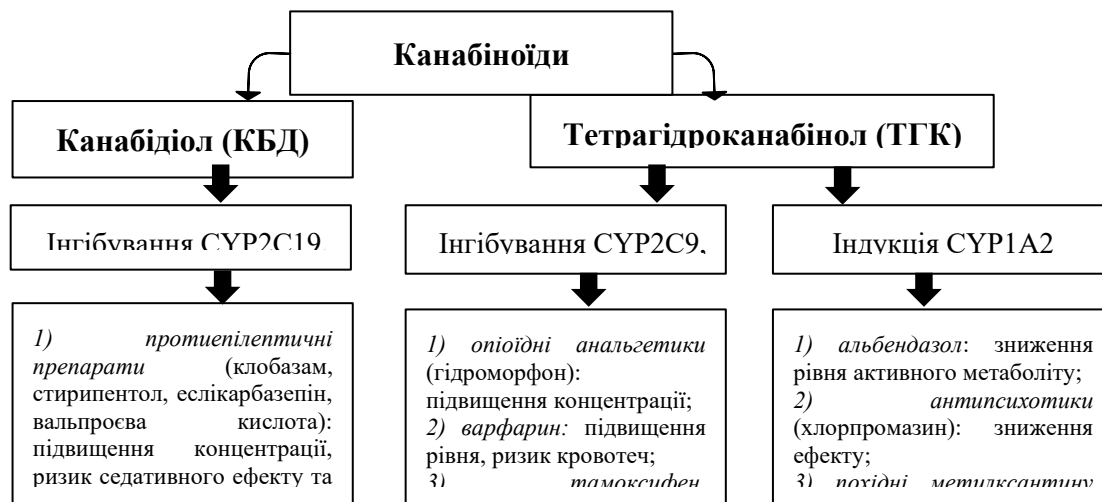 Канабіноїди
Канабідіол (КБД)
Тетрагідроканабінол (ТГК)
Інгібування CYP2C19,
Інгібування CYP2C9,
Індукція CYP1A2
1) протиепілептичні
препарати (клобазам,
стирипентол, еслікарбазепін,
вальпроєва кислота):
підвищення концентрації,
ризик седативного ефекту та
1) опіоїдні анальгетики
(гідроморфон):
підвищення концентрації;
2) варфарин: підвищення
рівня, ризик кровотеч;
3) тамоксифен,
1) альбендазол: зниження
рівня активного метаболіту;
2) антипсихотики
(хлорпромазин): зниження
ефекту;
3) похідні метилксантину